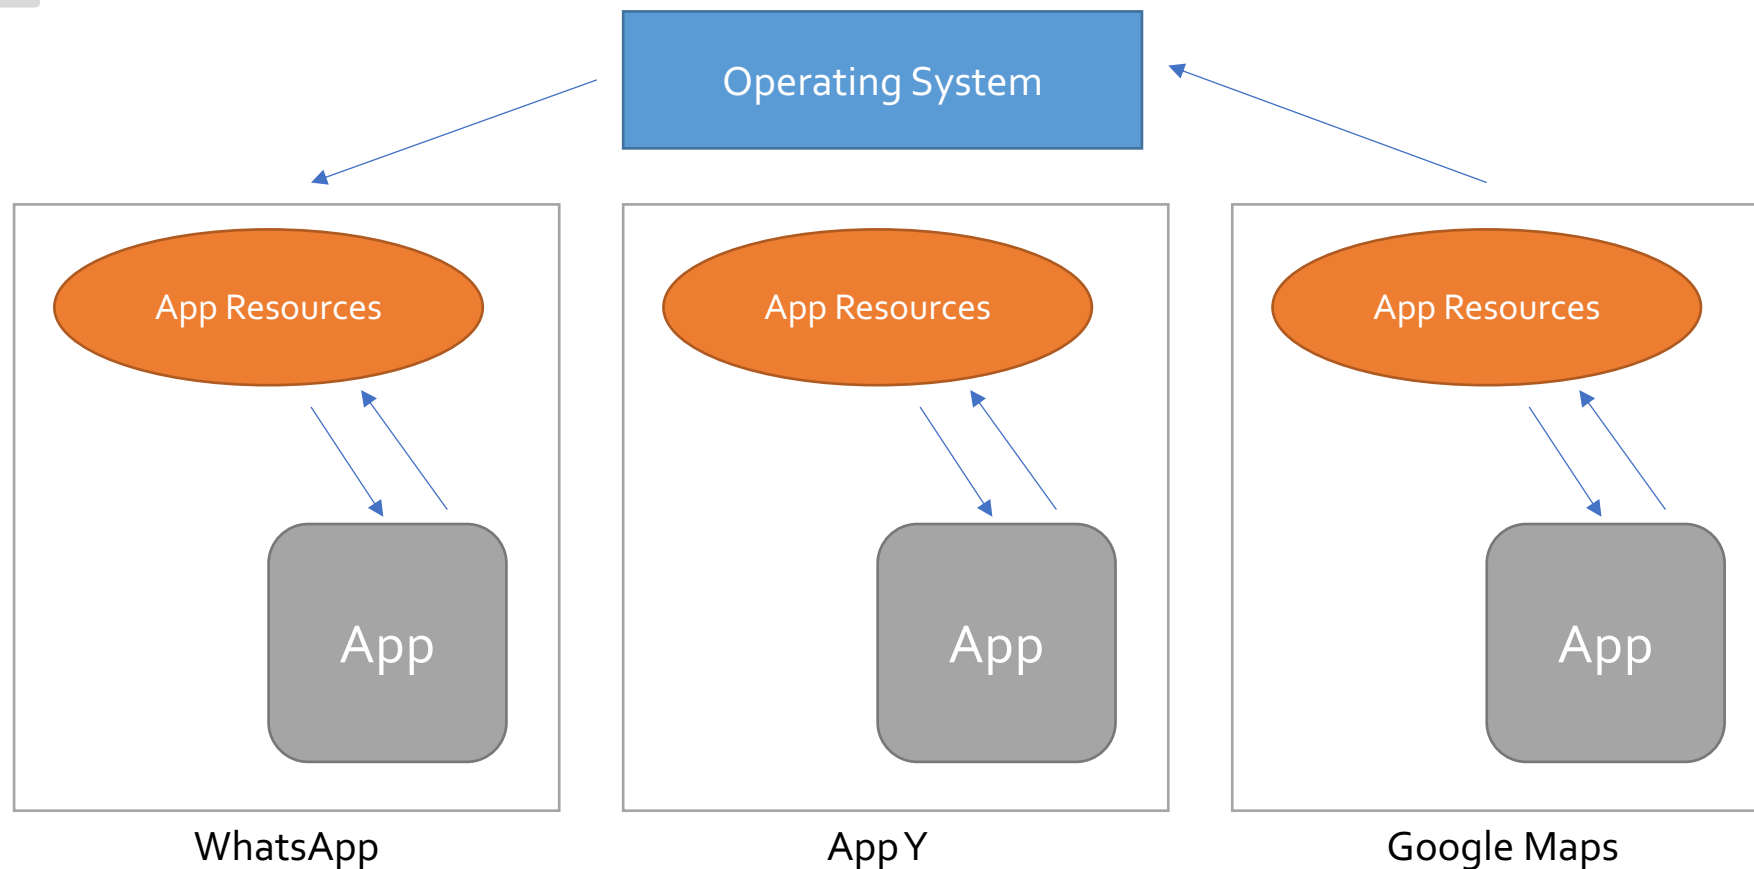 Operating System
App Resources
App Resources
App Resources
App
App
App
WhatsApp
App Y
Google Maps